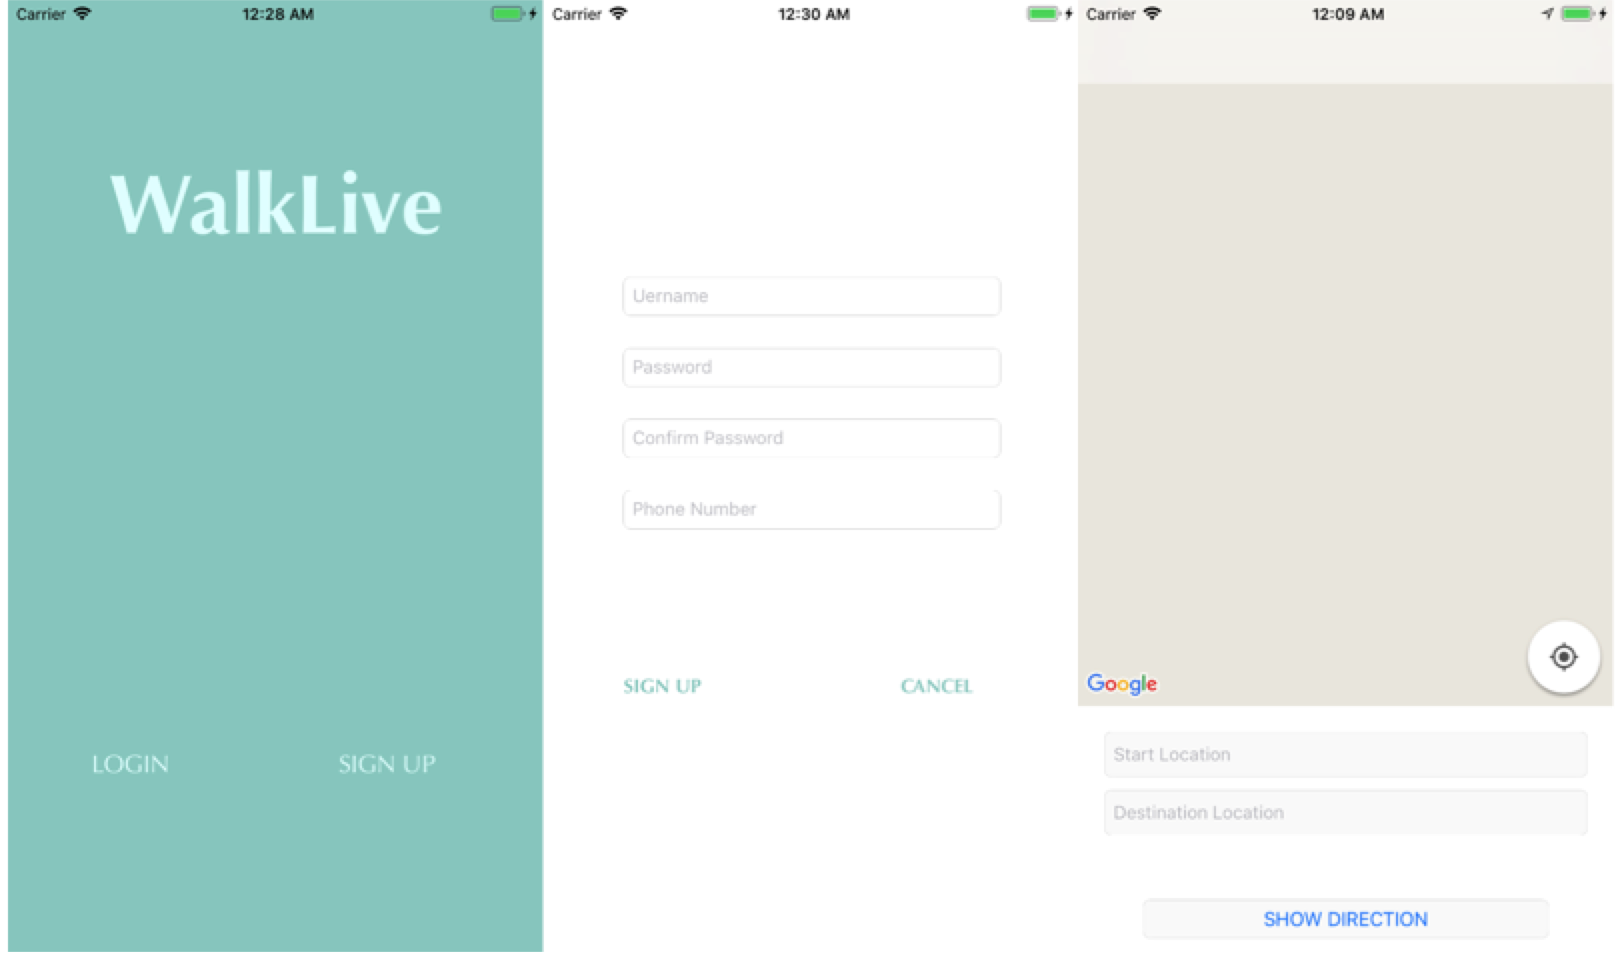 Carrier 12:28 AM
WalkLive
LOGIN SIGN UP
Carrier 12:30 AM
Uername
Password
Confirm Password
Phone Number
SIGN UP CANCEL
Carrier 12:09 AM
Google
Start Location
Destination Location
SHOW DIRECTION